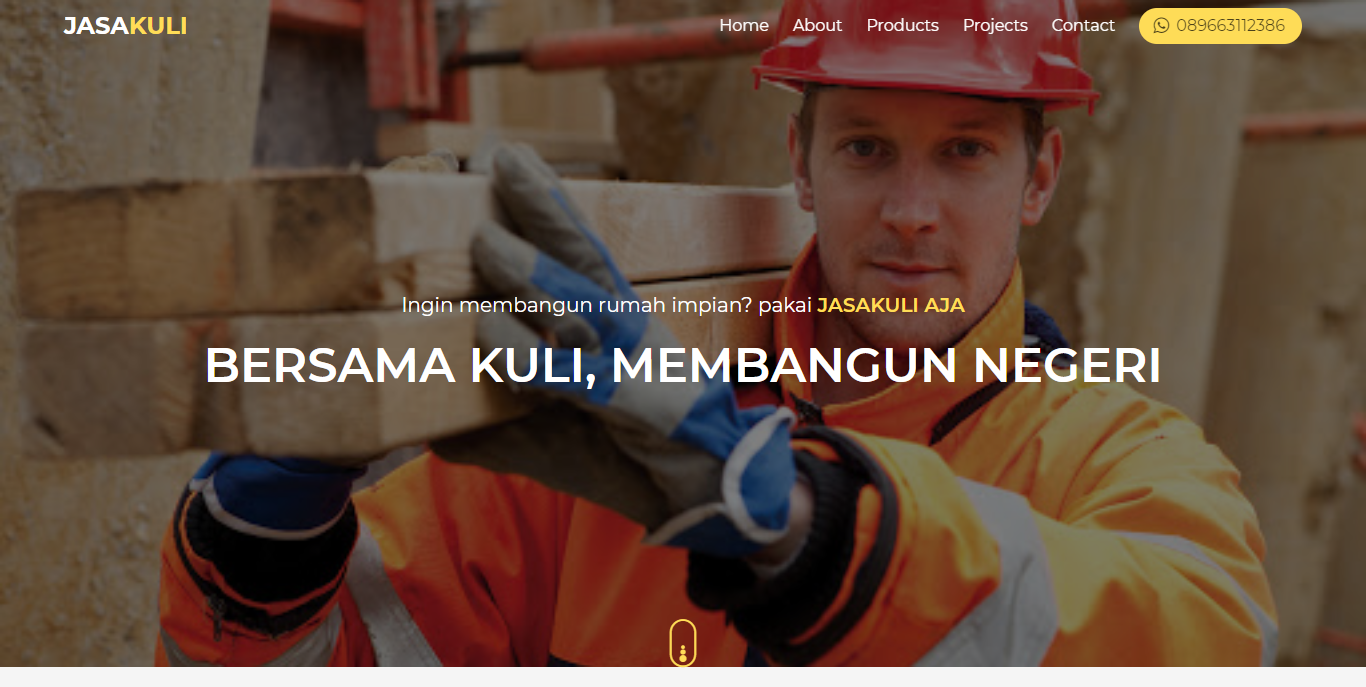 JASAKULI
Home About Products Projects Contact 089663112386
Ingin membangun rumah impian? pakai JASAKULI AJA
BERSAMA KULI, MEMBANGUN NEGERI